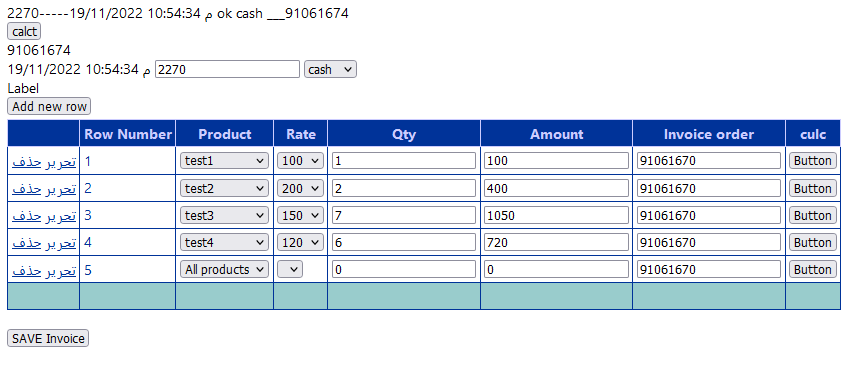 2270-----19/11/2022 10:54:34 م ok cash ___91061674
calct
91061674
19/11/2022 10:54:34 م 2270 cash
Label
Add new row
Row Number Product Rate Qty Amount Invoice order culc
تحرير حذف 1 test1 100 1 100 91061670 Button
تحرير حذف 2 test2 200 2 400 91061670 Button
تحرير حذف 3 test3 150 7 1050 91061670 Button
تحرير حذف 4 test4 120 6 720 91061670 Button
تحرير حذف 5 All products 0 0 91061670 Button
SAVE Invoice